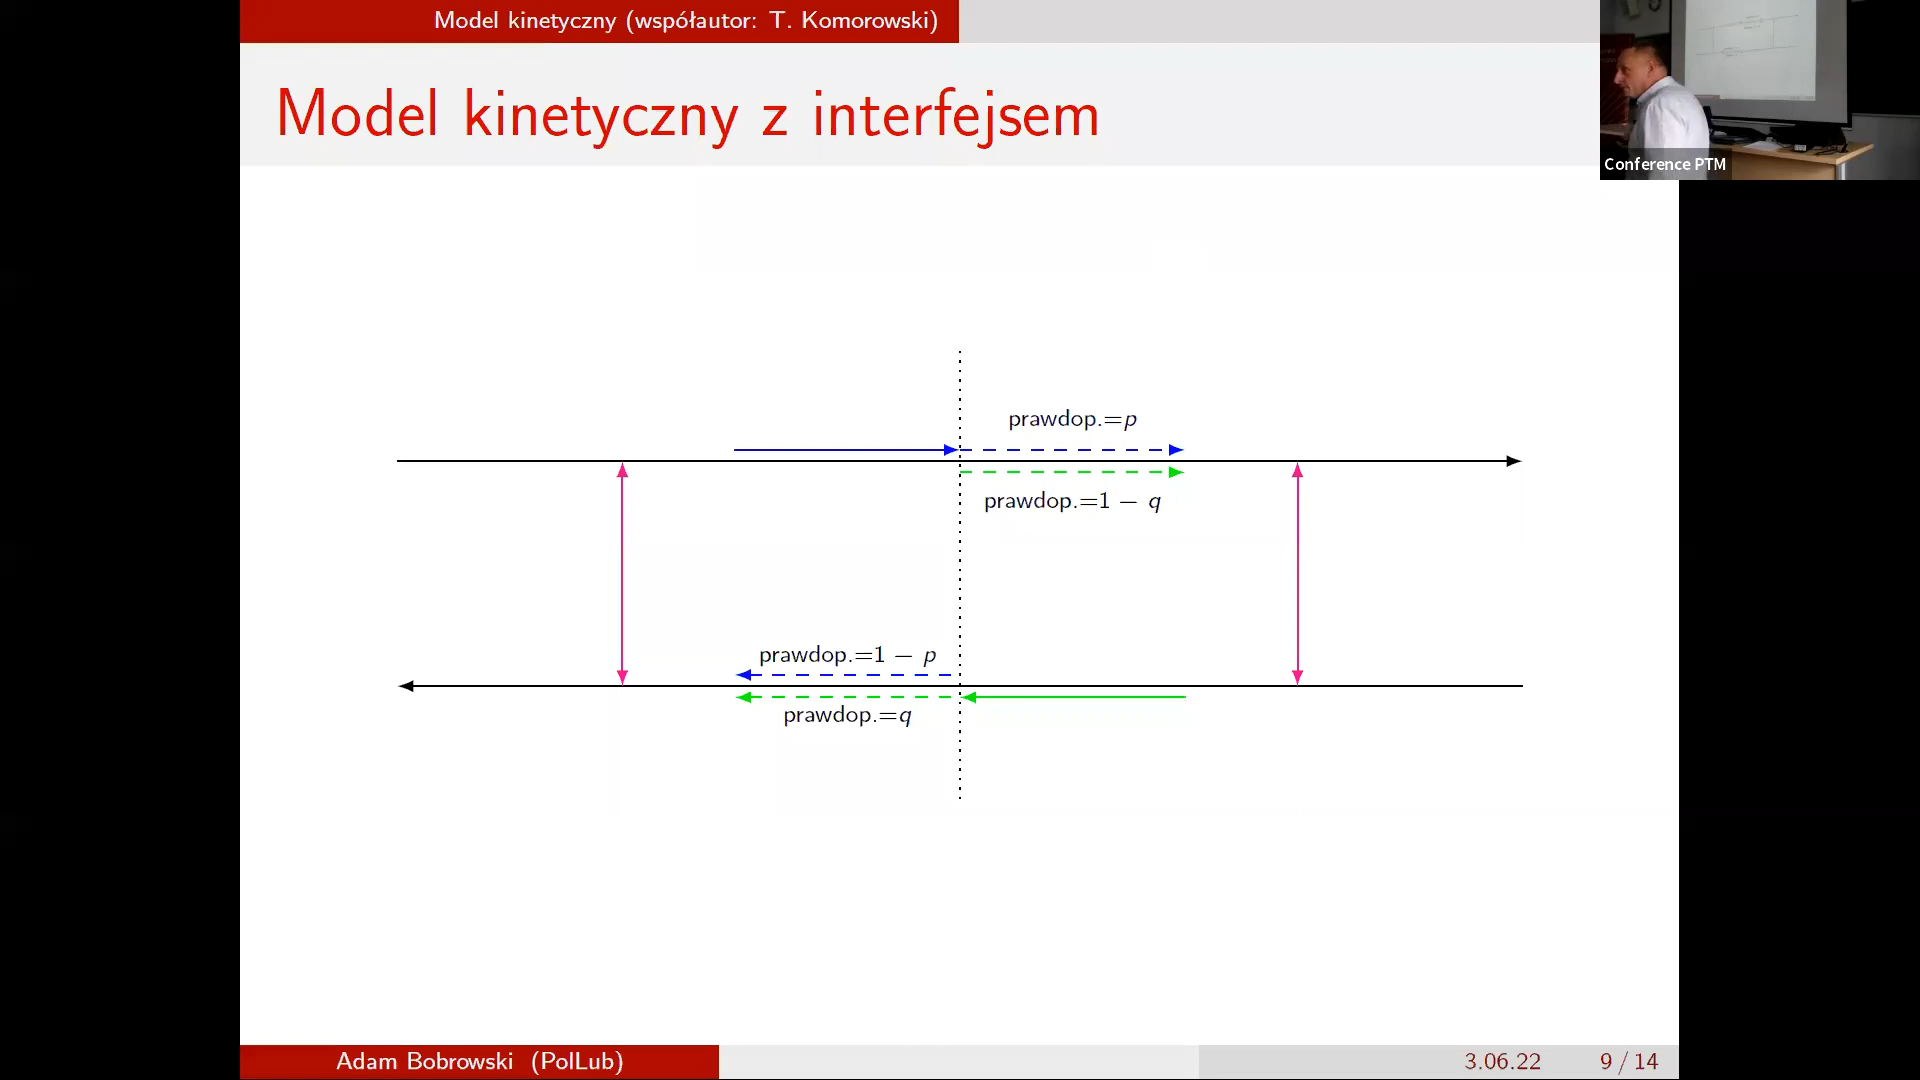 Model kinetyczny (współautor: T. Komorowski)
Model kinetyczny z interfejsem
Conference PTM
prawdop.=p
prawdop.=1 − q
prawdop.=1 − p
prawdop.=q
Adam Bobrowski (PolLub)
3.06.22
9 / 14